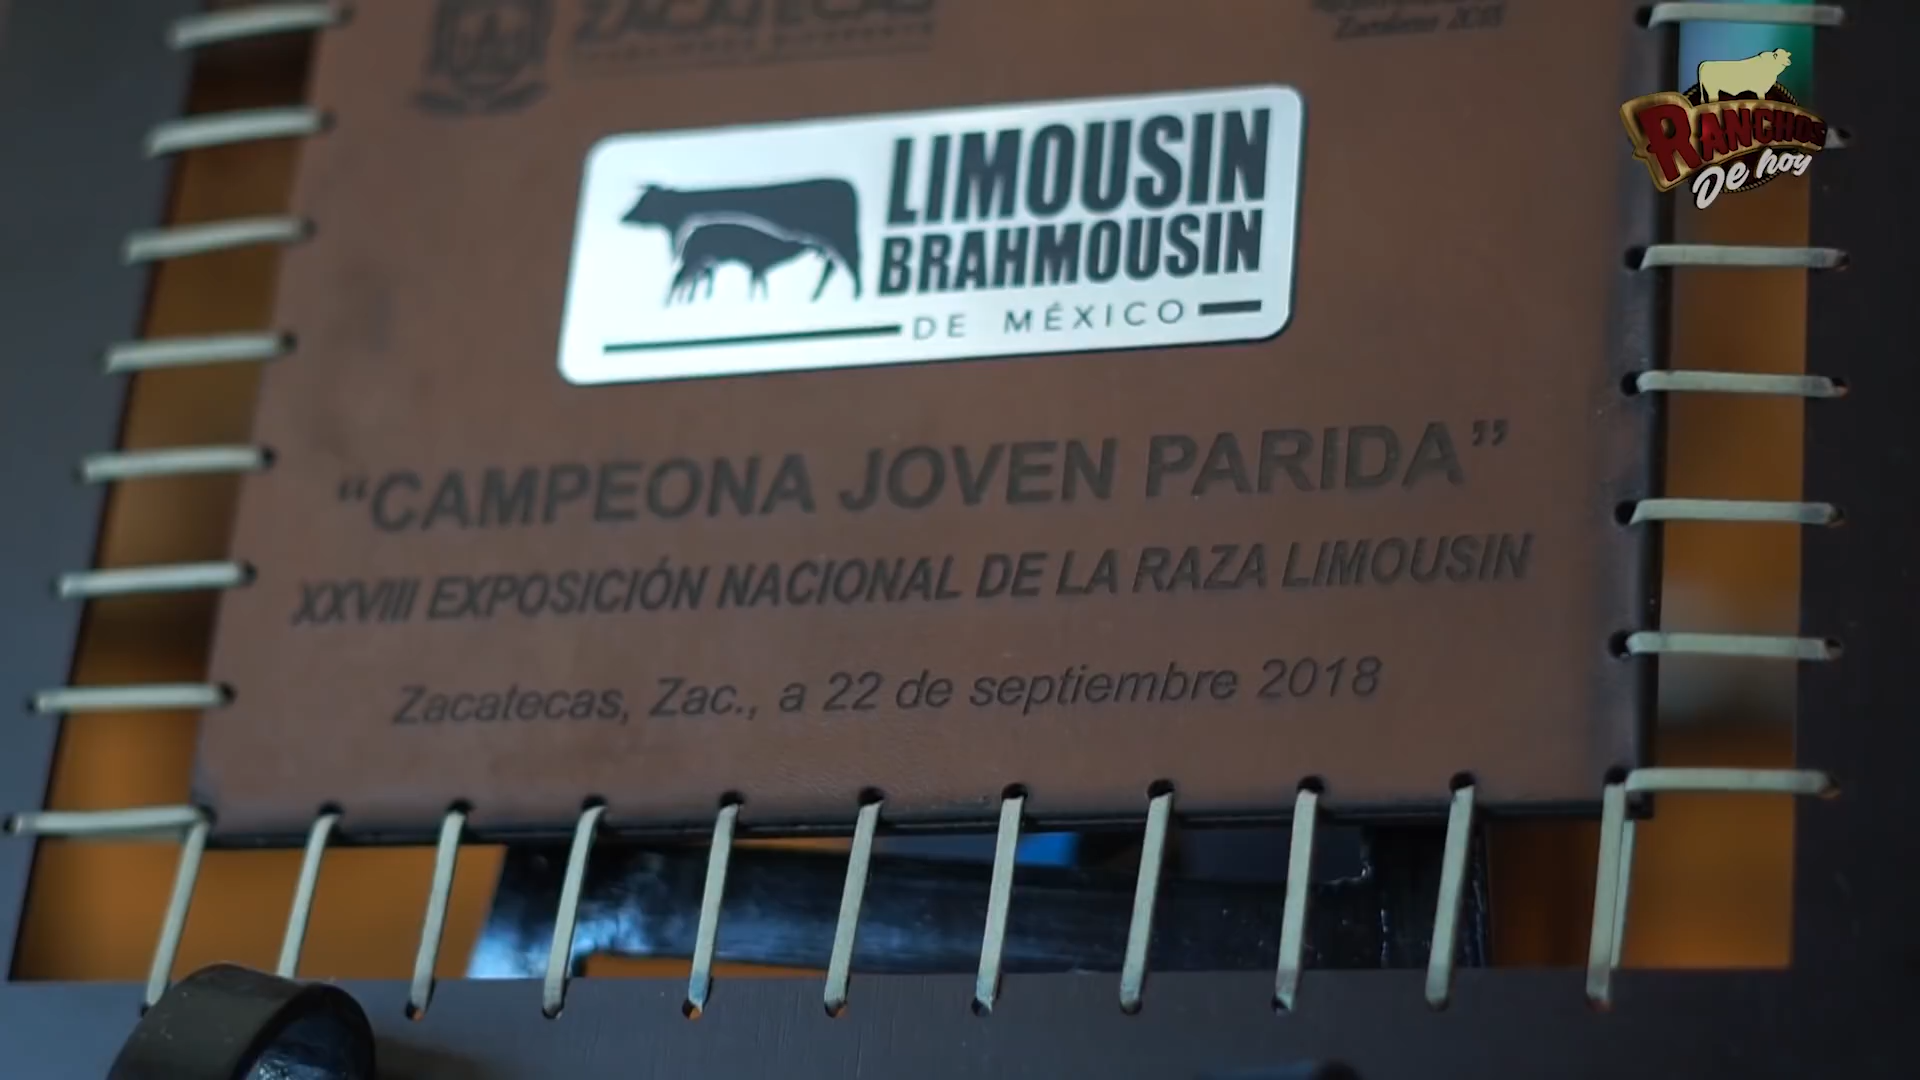 ZACATECAS
RANCHOS
De hoy
LIMOUSIN
BRAHMOUSIN
DE MÉXICO
“CAMPEONA JOVEN PARIDA”
XXVIII EXPOSICIÓN NACIONAL DE LA RAZA LIMOUSIN
Zacatecas, Zac., a 22 de septiembre 2018